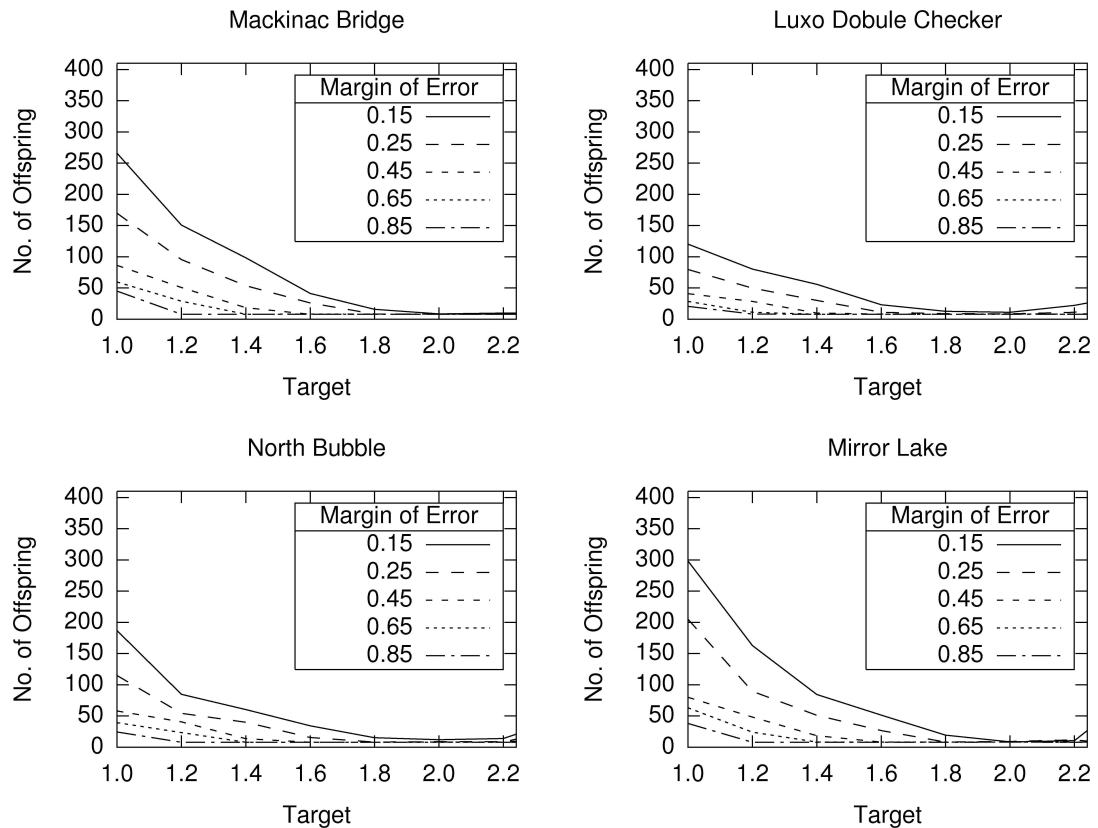 Mackinac Bridge
No. of Offspring
400
350
300
250
200
150
100
50
0
Margin of Error
0.15
0.25
0.45
0.65
0.85
1.0 1.2 1.4 1.6 1.8 2.0 2.2
Target
Luxo Dobule Checker
No. of Offspring
400
350
300
250
200
150
100
50
0
Margin of Error
0.15
0.25
0.45
0.65
0.85
1.0 1.2 1.4 1.6 1.8 2.0 2.2
Target
North Bubble
No. of Offspring
400
350
300
250
200
150
100
50
0
Margin of Error
0.15
0.25
0.45
0.65
0.85
1.0 1.2 1.4 1.6 1.8 2.0 2.2
Target
Mirror Lake
No. of Offspring
400
350
300
250
200
150
100
50
0
Margin of Error
0.15
0.25
0.45
0.65
0.85
1.0 1.2 1.4 1.6 1.8 2.0 2.2
Target